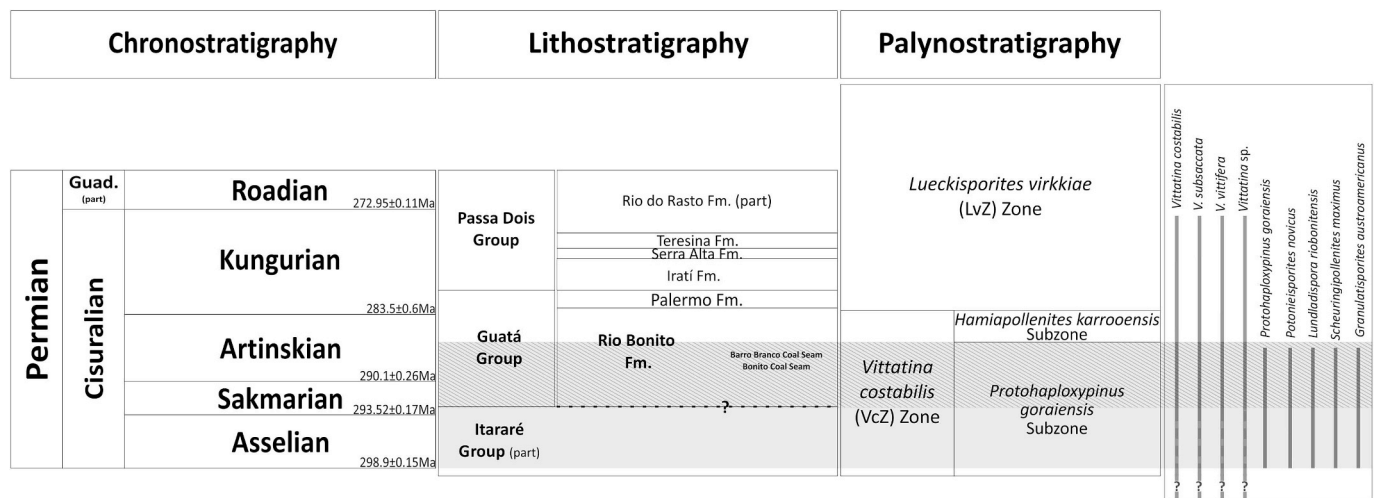 Chronostratigraphy
Lithostratigraphy
Palynostratigraphy
Permian
Guad.
(part)
Cisuralian
Roadian
272.95±0.11Ma
Kungurian
283.5±0.6Ma
Artinskian
290.1±0.26Ma
Sakmarian
293.52±0.17Ma
Asselian
298.9±0.15Ma
Passa Dois
Group
Guatá
Group
Itararé
Group (part)
Rio do Rasto Fm. (part)
Teresina Fm.
Serra Alta Fm.
Iratí Fm.
Palermo Fm.
Rio Bonito
Fm.
Barro Branco Coal Seam
Bonito Coal Seam
?
Lueckisporites virkkiae
(LvZ) Zone
Vittatina
costabilis
(VcZ) Zone
Hamiapollenites karrooensis
Subzone
Protohaploxypinus
goraiensis
Subzone
Vittatina costabilis
V. subsaccata
V. vittifera
Vittatina sp.
Protohaploxypinus goraiensis
Potonieisporites novicus
Lundladispora riobonitensis
Scheuringipollenites maximus
Granulatisporites austroamericanus
?
?
?
?